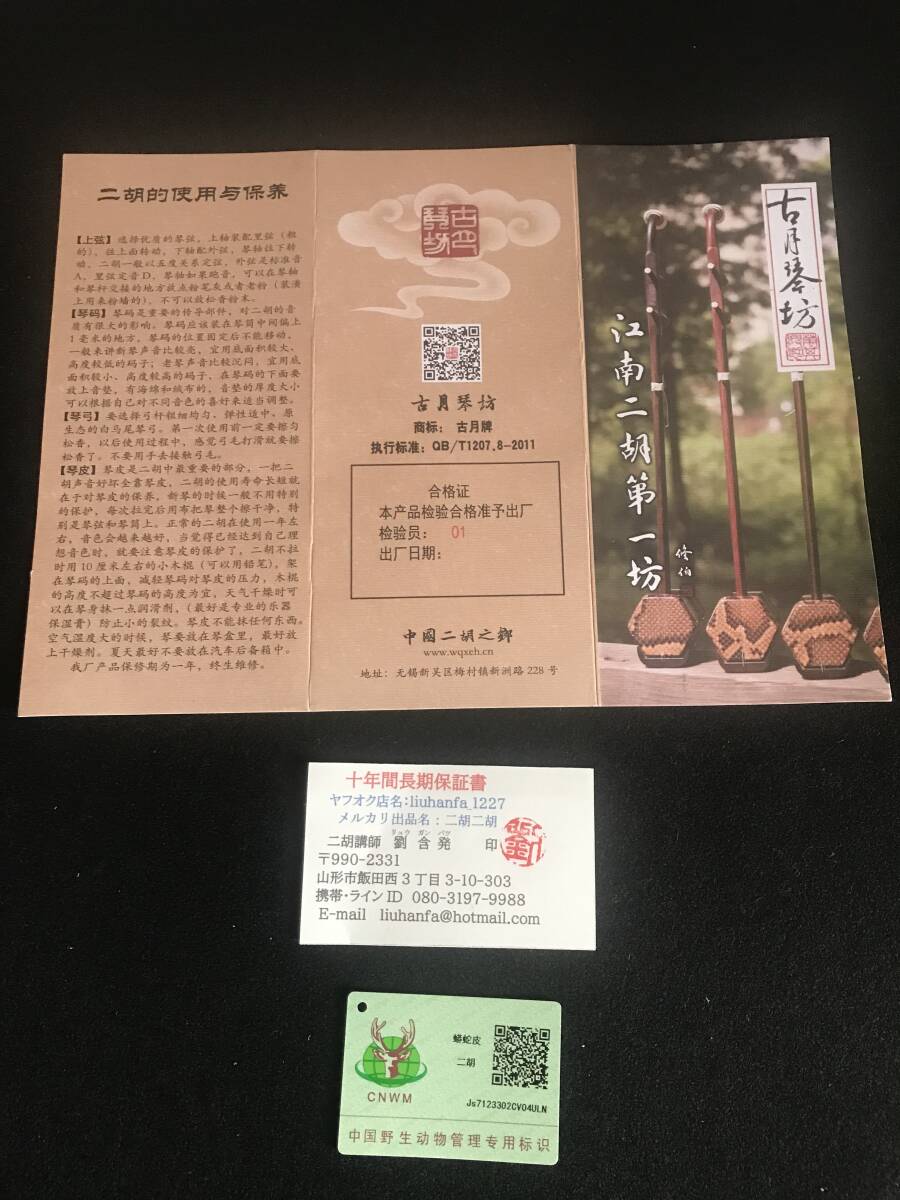 二胡的使用与保养
【上弦】选择优质的琴弦，上轴装配里弦（粗
的），往上面转动，下轴配外弦，琴轴往下转
动，二胡一般以五度关系定弦，外弦是标准音
A，里弦定音D，琴轴如果跑音，可以在琴轴
和琴杆交接的地方放点粉笔灰或者老粉（装潢
上用来粉墙的），不可以放松香粉末。
【琴码】琴码是重要的传导部件，对二胡的音
质有很大的影响。琴码应该装在琴筒中间偏上
1毫米的地方，琴码的位置固定后不能移动，
一般来讲新琴声音比较亮，宜用底面积较大、
高度较低的码子；老琴声音比较沉闷，宜用底
面积较小、高度较高的码子，在琴码的下面要
放上音垫，有海绵和绒布的，音垫的厚度大小
可以根据自己对不同音色的喜好来适当调整。
【琴弓】要选择弓杆粗细均匀、弹性适中、原
生态的白马尾琴弓。第一次使用前一定要擦匀
松香，以后使用过程中，感觉弓毛打滑就要擦
松香了。不要用手去接触弓毛。
【琴皮】琴皮是二胡中最重要的部分，一把二
胡声音好坏全靠琴皮，二胡的使用寿命长短就
在于对琴皮的保养，新琴的时候一般不用特别
的保护，每次拉完后用布把琴整个擦干净，特
别是琴弦和琴筒上。正常的二胡在使用一年左
右，音色会越来越好，当觉得已经达到自己理
想音色时，就要注意琴皮的保护了，二胡不拉
时用10厘米左右的小木棍（可以用铅笔），架
在琴码的上面，减轻琴码对琴皮的压力，木棍
的高度不超过琴码的高度为宜，天气干燥时可
以在琴身抹一点润滑剂，（最好是专业的乐器
保湿膏）防止小的裂纹。琴皮不能抹任何东西。
空气湿度大的时候，琴要放在琴盒里，最好放
上干燥剂。夏天最好不要放在汽车后备箱中。
我厂产品保修期为一年，终生维修。
古月琴坊
古月琴坊
商标：古月牌
执行标准：QB/T1207.8-2011
合格证
本产品检验合格准予出厂
检验员：01
出厂日期：
中國二胡之鄉
www.wqxeh.cn
地址：无锡新吴区梅村镇新洲路228号
古月琴坊
江南二胡第一坊
十年間長期保証書
ヤフオク店名:liuhanfa_1227
メルカリ出品名：二胡二胡
リュウ ガン パツ
二胡講師 劉含発 印
〒990-2331
山形市飯田西3丁目3-10-303
携帯・ラインID 080-3197-9988
E-mail liuhanfa@hotmail.com
蟒蛇皮
二胡
CNWM
Js7123302CV04ULN
中国野生动物管理专用标识